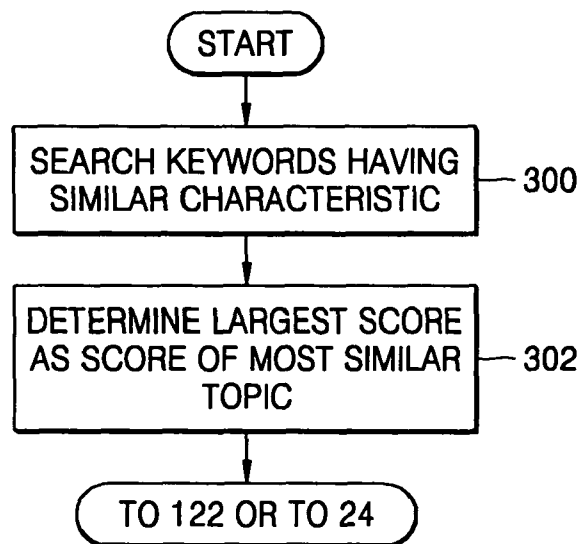 START
SEARCH KEYWORDS HAVING
SIMILAR CHARACTERISTIC
300
DETERMINE LARGEST SCORE
AS SCORE OF MOST SIMILAR
TOPIC
302
TO 122 OR TO 24